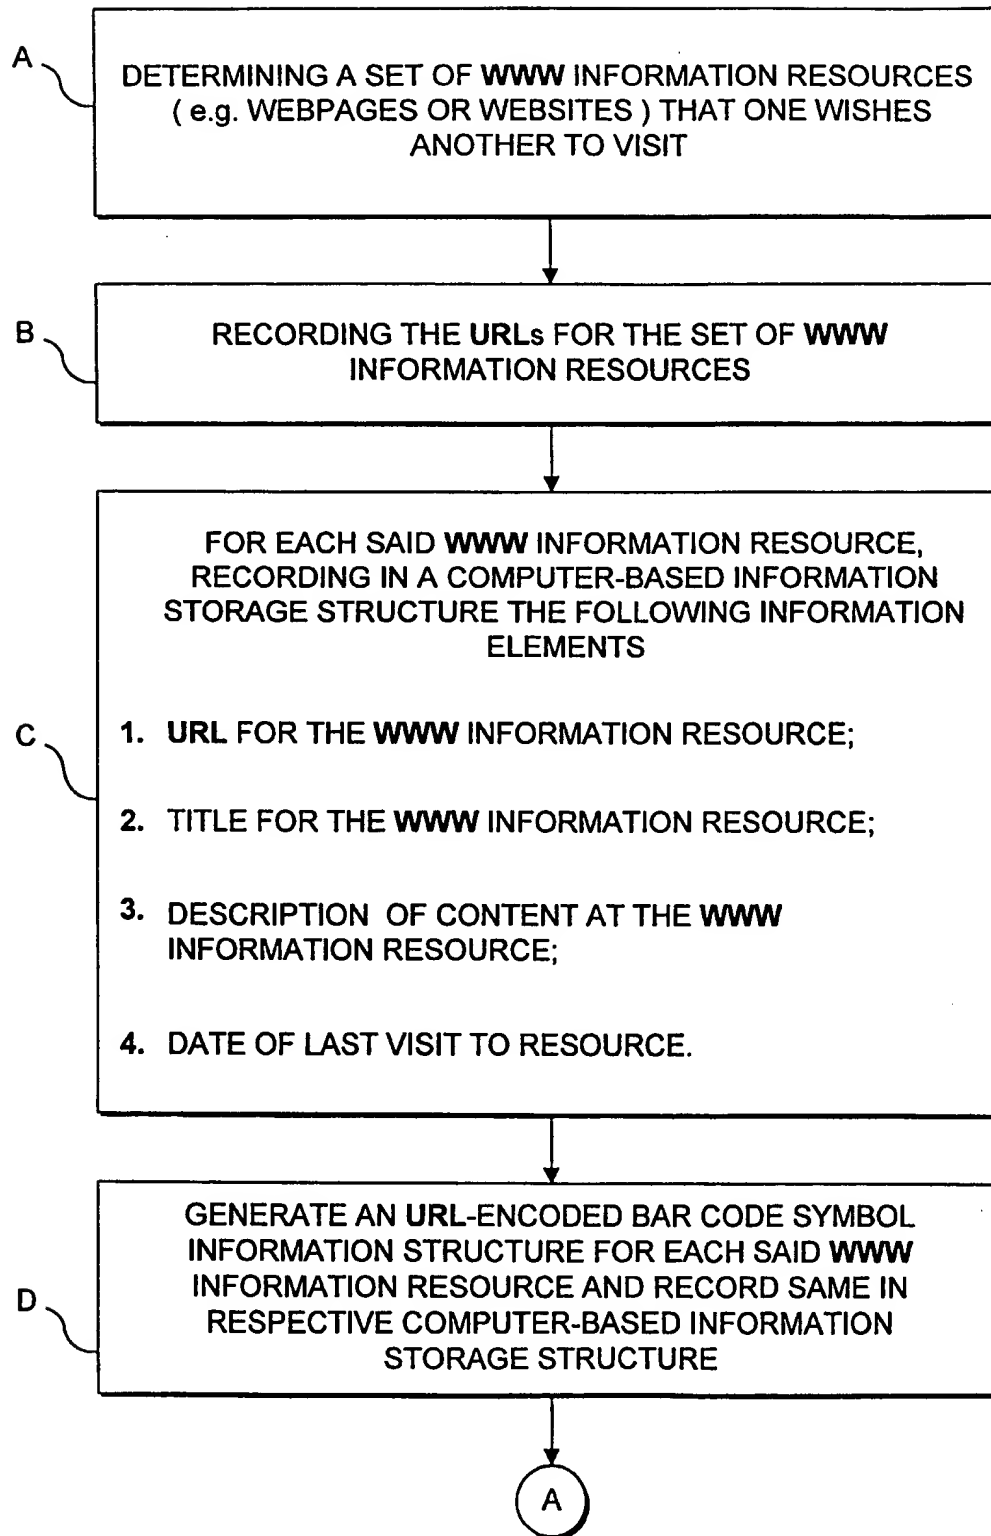 A
DETERMINING A SET OF WWW INFORMATION RESOURCES
( e.g. WEBPAGES OR WEBSITES ) THAT ONE WISHES
ANOTHER TO VISIT
B
RECORDING THE URLs FOR THE SET OF WWW
INFORMATION RESOURCES
C
FOR EACH SAID WWW INFORMATION RESOURCE,
RECORDING IN A COMPUTER-BASED INFORMATION
STORAGE STRUCTURE THE FOLLOWING INFORMATION
ELEMENTS
1. URL FOR THE WWW INFORMATION RESOURCE;
2. TITLE FOR THE WWW INFORMATION RESOURCE;
3. DESCRIPTION OF CONTENT AT THE WWW
INFORMATION RESOURCE;
4. DATE OF LAST VISIT TO RESOURCE.
D
GENERATE AN URL-ENCODED BAR CODE SYMBOL
INFORMATION STRUCTURE FOR EACH SAID WWW
INFORMATION RESOURCE AND RECORD SAME IN
RESPECTIVE COMPUTER-BASED INFORMATION
STORAGE STRUCTURE
A